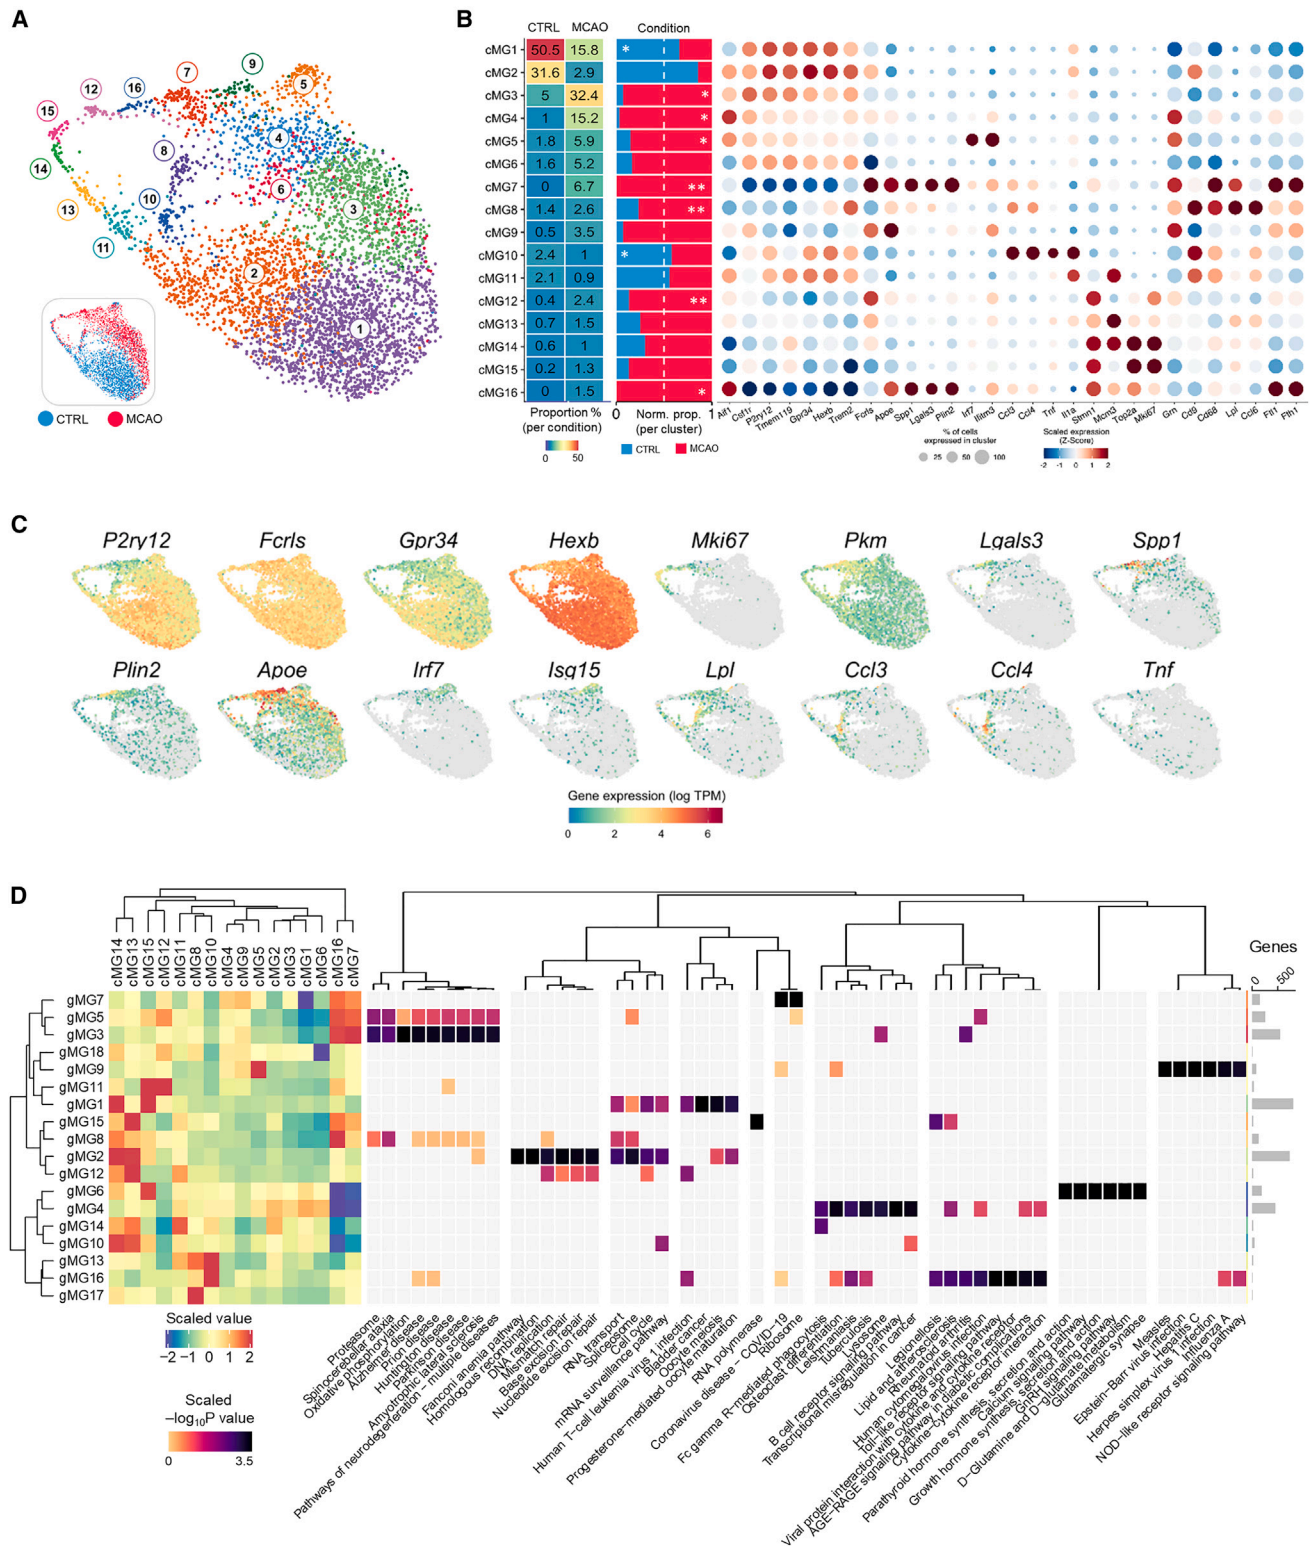 A
1
2
3
4
5
6
7
8
9
10
11
12
13
14
15
16
CTRL MCAO
B
CTRL MCAO Condition
cMG1 50.5 15.8 *
cMG2 31.6 2.9
cMG3 5 32.4 *
cMG4 1 15.2 *
cMG5 1.8 5.9 *
cMG6 1.6 5.2
cMG7 0 6.7 **
cMG8 1.4 2.6 **
cMG9 0.5 3.5
cMG10 2.4 1 *
cMG11 2.1 0.9
cMG12 0.4 2.4 **
cMG13 0.7 1.5
cMG14 0.6 1
cMG15 0.2 1.3
cMG16 0 1.5 *
Proportion %
(per condition)
0 50
0 Norm. prop. 1
(per cluster)
CTRL MCAO
Aif1 Csf1r P2ry12 Tmem119 Gpr34 Hexb Trem2 Fcrls Apoe Spp1 Lgals3 Plin2 Irf7 Ifitm3 Ccl3 Ccl4 Tnf Il1a Stmn1 Mcm3 Top2a Mki67 Grn Cd9 Cd68 Lpl Ccl6 Ftl1 Fth1
% of cells
expressed in cluster
25 50 100
Scaled expression
(Z-Score)
-2 -1 0 1 2
C
P2ry12 Fcrls Gpr34 Hexb Mki67 Pkm Lgals3 Spp1
Plin2 Apoe Irf7 Isg15 Lpl Ccl3 Ccl4 Tnf
Gene expression (log TPM)
0 2 4 6
D
cMG14 cMG13 cMG15 cMG12 cMG11 cMG8 cMG10 cMG4 cMG9 cMG5 cMG2 cMG3 cMG1 cMG6 cMG16 cMG7
Genes
0 500
gMG7
gMG5
gMG3
gMG18
gMG9
gMG11
gMG1
gMG15
gMG8
gMG2
gMG12
gMG6
gMG4
gMG14
gMG10
gMG13
gMG16
gMG17
Scaled value
−2 −1 0 1 2
Scaled
−log10P value
0 3.5
Proteasome
Spinocerebellar ataxia
Oxidative phosphorylation
Alzheimer disease
Prion disease
Huntington disease
Parkinson disease
Amyotrophic lateral sclerosis
Pathways of neurodegeneration − multiple diseases
Fanconi anemia pathway
Homologous recombination
DNA replication
Mismatch repair
Base excision repair
Nucleotide excision repair
RNA transport
Spliceosome
Cell cycle
mRNA surveillance pathway
Human T−cell leukemia virus 1 infection
Bladder cancer
Oocyte meiosis
Progesterone−mediated oocyte maturation
RNA polymerase
Coronavirus disease − COVID−19
Ribosome
Fc gamma R−mediated phagocytosis
Osteoclast differentiation
Leishmaniasis
Tuberculosis
Lysosome
B cell receptor signaling pathway
Transcriptional misregulation in cancer
Legionellosis
Lipid and atherosclerosis
Rheumatoid arthritis
Human cytomegalovirus infection
Toll−like receptor signaling pathway
Viral protein interaction with cytokine and cytokine receptor
AGE−RAGE signaling pathway in diabetic complications
Cytokine−cytokine receptor interaction
Parathyroid hormone synthesis, secretion and action
Calcium signaling pathway
Growth hormone synthesis, secretion and action
GnRH signaling pathway
D−Glutamine and D−glutamate metabolism
Glutamatergic synapse
Measles
Epstein−Barr virus infection
Hepatitis C
Herpes simplex virus 1 infection
Influenza A
NOD−like receptor signaling pathway